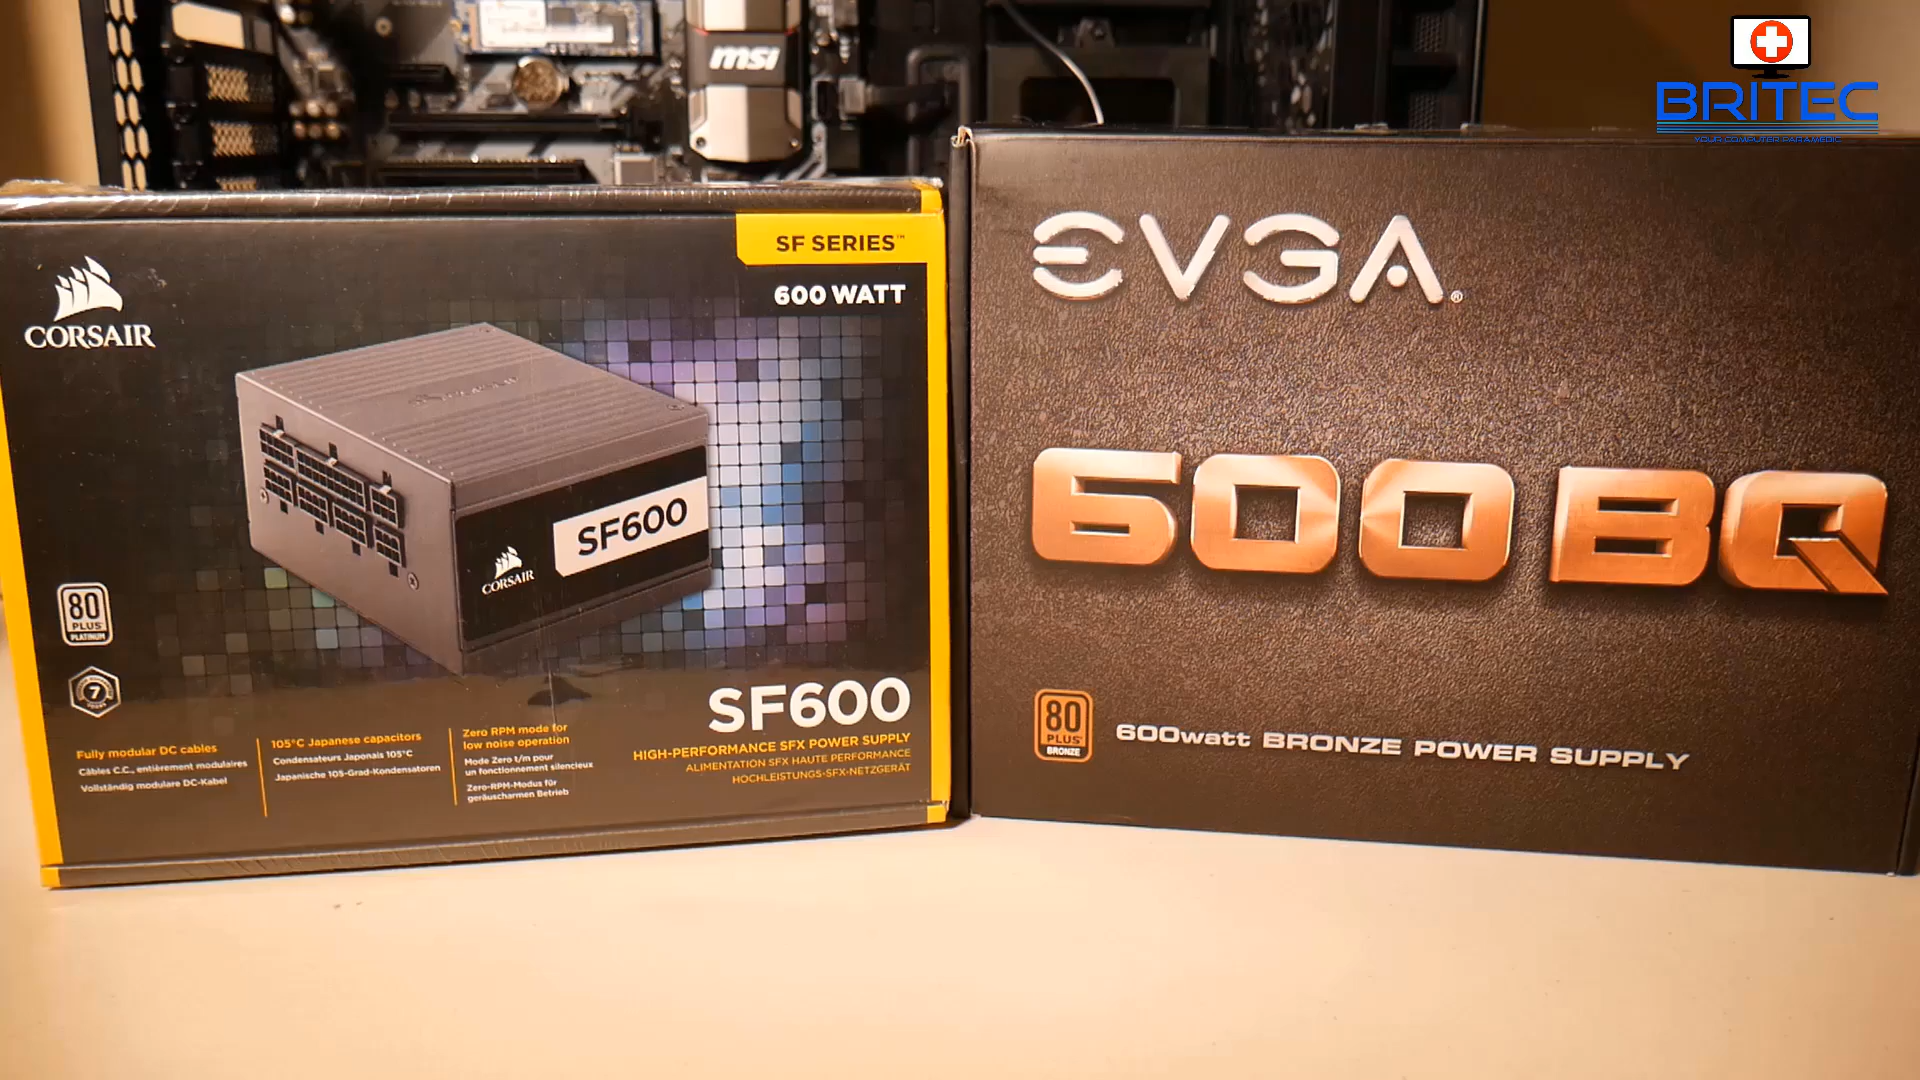 msi
BRITEC
YOUR COMPUTER PARAMEDIC
SF SERIES™
600 WATT
CORSAIR
SF600
CORSAIR
80
PLUS
PLATINUM
7
YEARS
SF600
HIGH-PERFORMANCE SFX POWER SUPPLY
ALIMENTATION SFX HAUTE PERFORMANCE
HOCHLEISTUNGS-SFX-NETZGERÄT
Fully modular DC cables
Câbles C.C., entièrement modulaires
Vollständig modulare DC-Kabel
105°C Japanese capacitors
Condensateurs Japonais 105°C
Japanische 105-Grad-Kondensatoren
Zero RPM mode for
low noise operation
Mode Zero t/m pour
un fonctionnement silencieux
Zero-RPM-Modus für
geräuscharmen Betrieb
EVGA®
600 BQ
80
PLUS
BRONZE
600watt BRONZE POWER SUPPLY